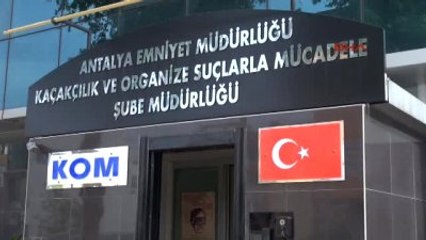 ANTALYA EMNİYET MÜDÜRLÜĞÜ
KAÇAKÇILIK VE ORGANİZE SUÇLARLA MÜCADELE
ŞUBE MÜDÜRLÜĞÜ
KOM